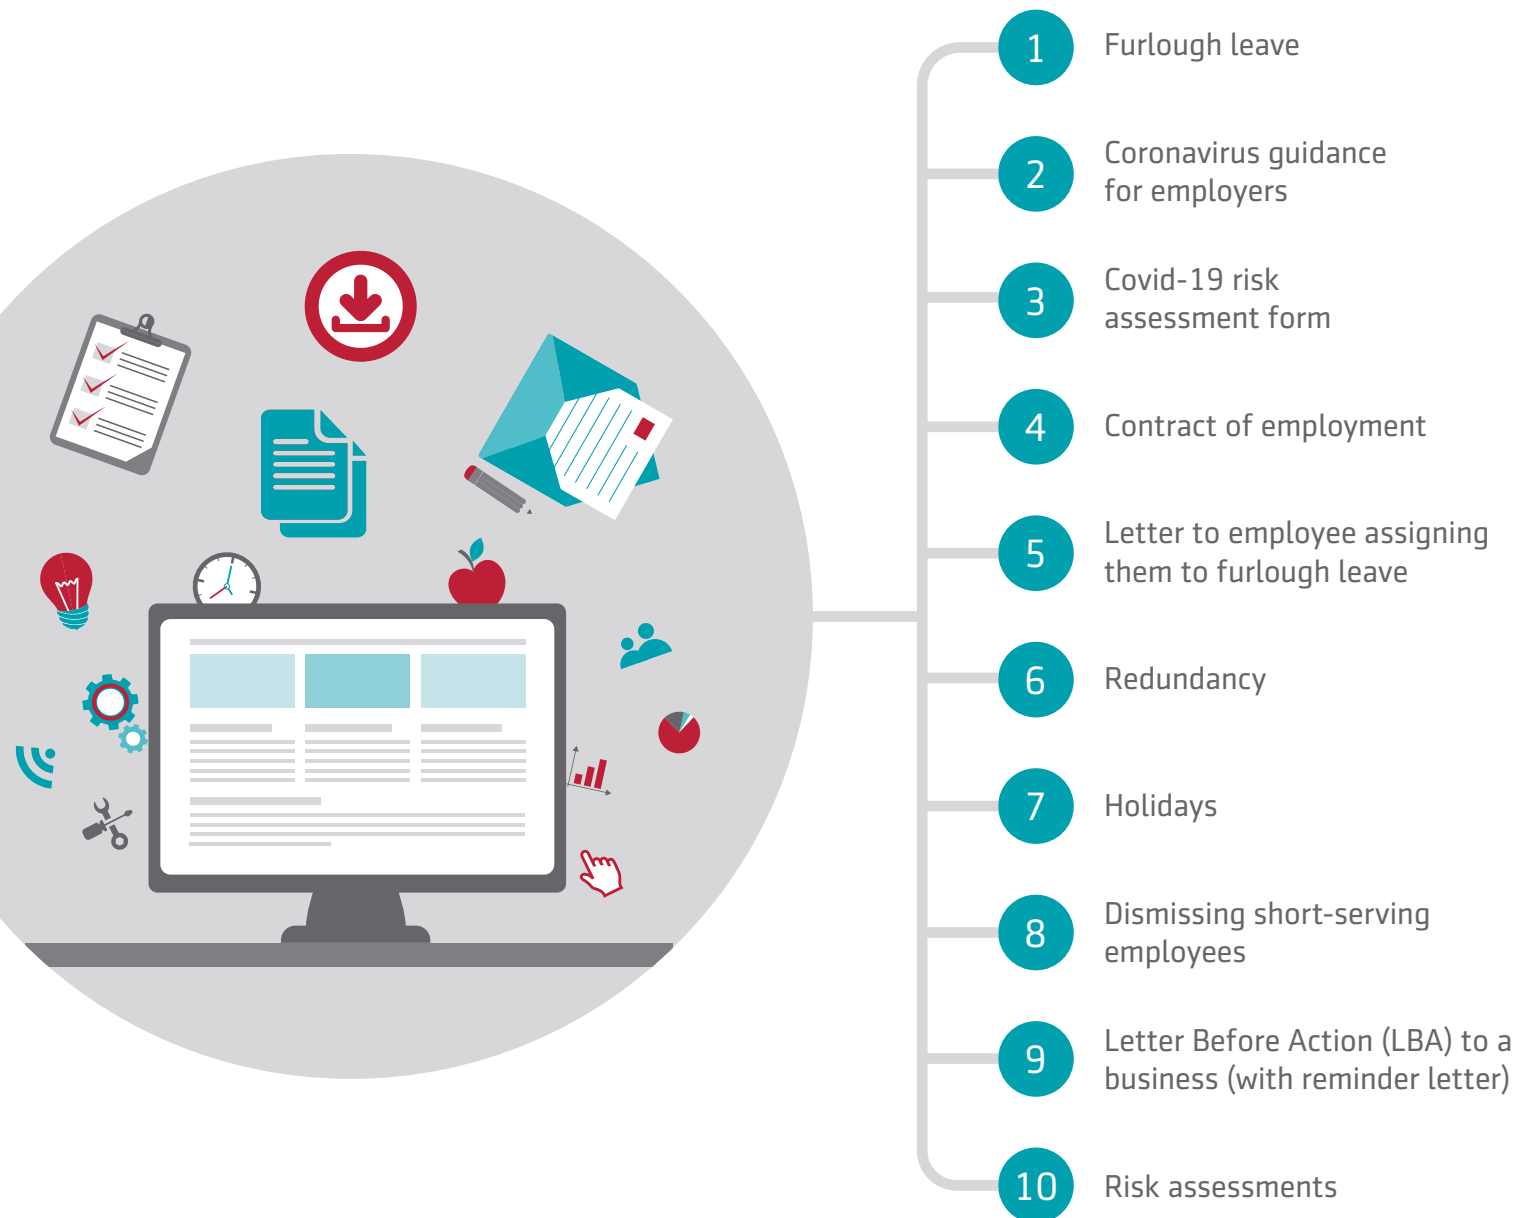 1
Furlough leave
2
Coronavirus guidance
for employers
3
Covid-19 risk
assessment form
4
Contract of employment
5
Letter to employee assigning
them to furlough leave
6
Redundancy
7
Holidays
8
Dismissing short-serving
employees
9
Letter Before Action (LBA) to a
business (with reminder letter)
10
Risk assessments